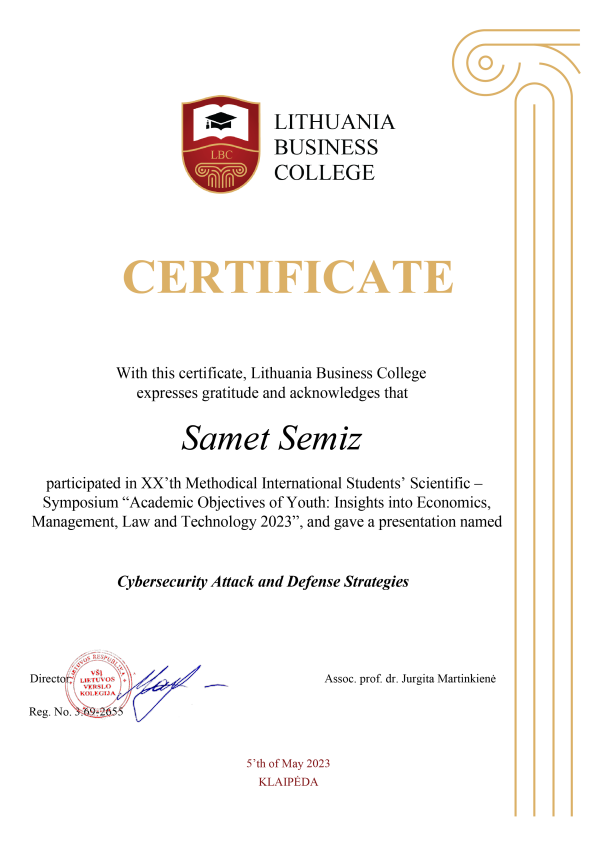 LBC
LITHUANIA
BUSINESS
COLLEGE
CERTIFICATE
With this certificate, Lithuania Business College
expresses gratitude and acknowledges that
Samet Semiz
participated in XX’th Methodical International Students’ Scientific –
Symposium “Academic Objectives of Youth: Insights into Economics,
Management, Law and Technology 2023”, and gave a presentation named
Cybersecurity Attack and Defense Strategies
Director
LIETUVOS RESPUBLIKA
VŠĮ
LIETUVOS
VERSLO
KOLEGIJA
Assoc. prof. dr. Jurgita Martinkienė
Reg. No. 3.69-2655
5’th of May 2023
KLAIPĖDA